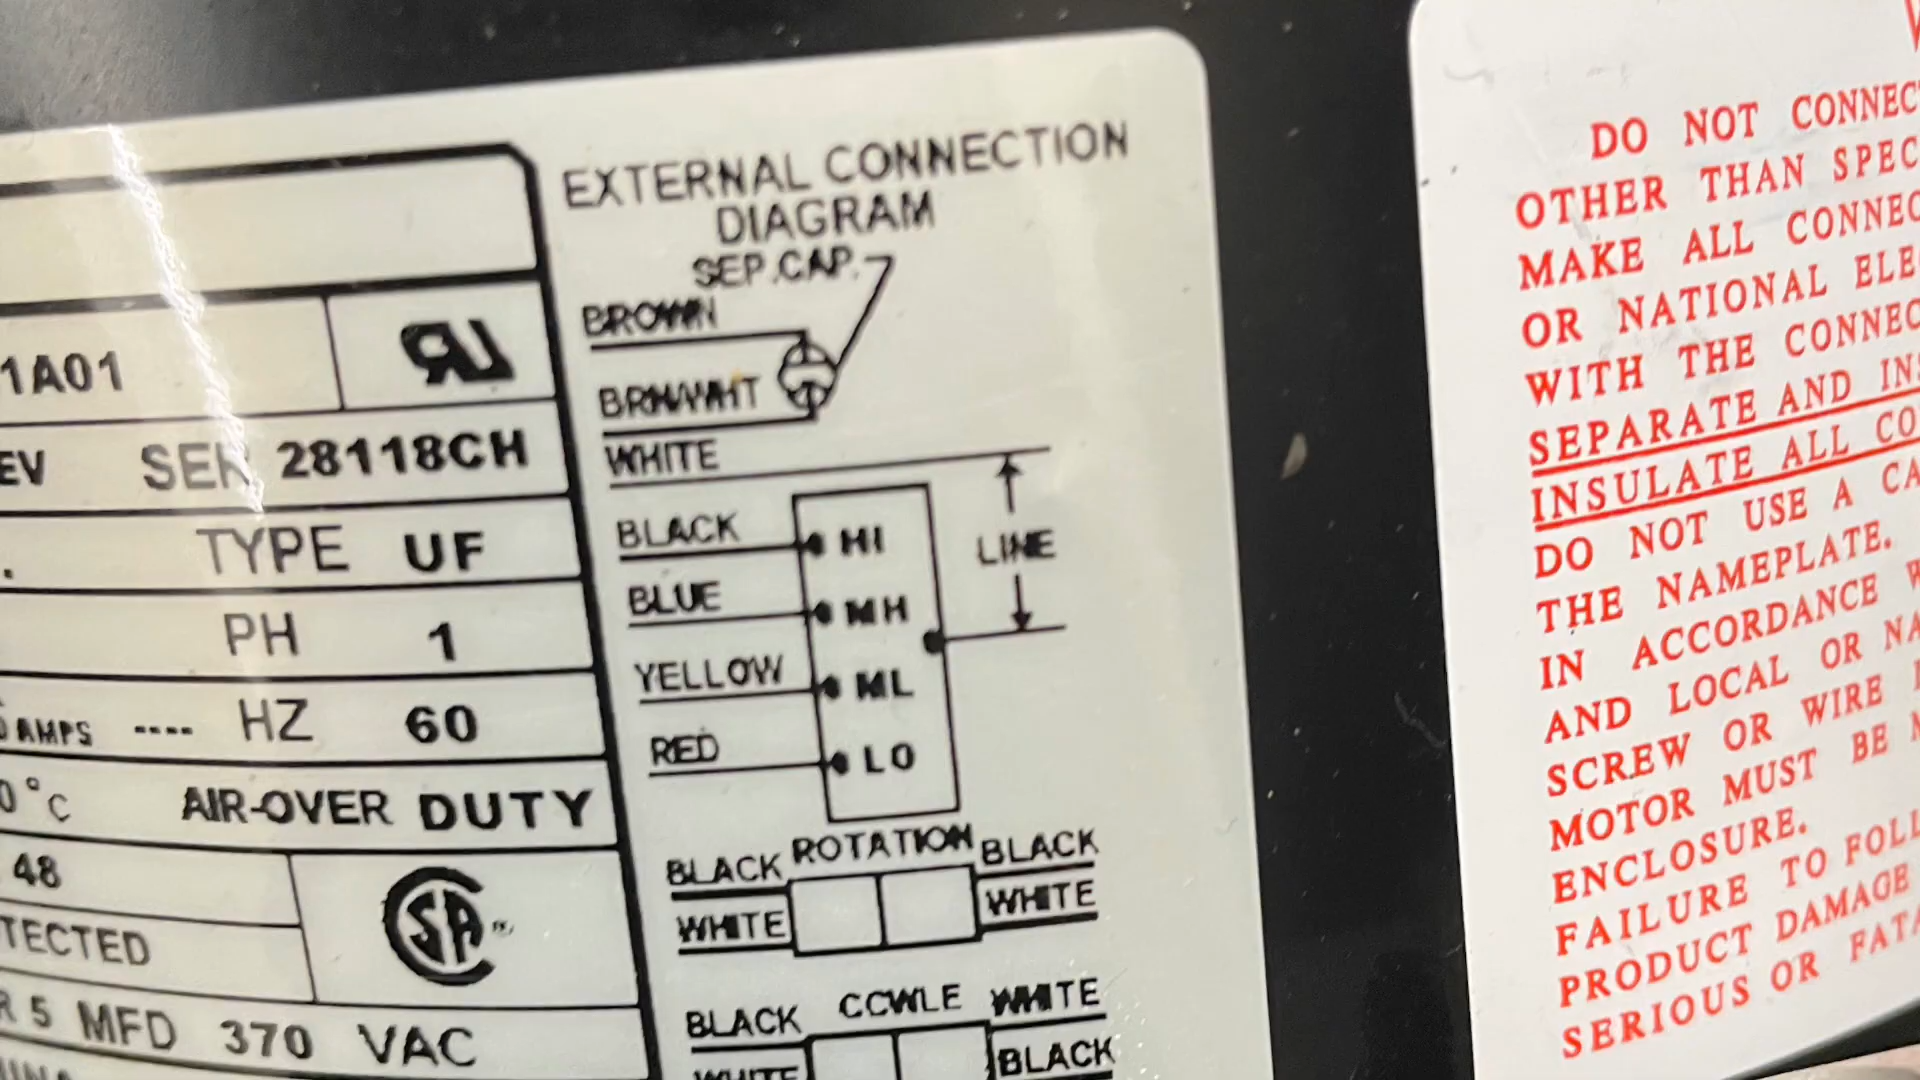 1A01
EV SER 28118CH
TYPE UF
PH 1
AMPS ---- HZ 60
0°C AIR-OVER DUTY
48
TECTED
R 5 MFD 370 VAC
EXTERNAL CONNECTION
DIAGRAM
SEP.CAP.
BROWN
BRN/WHT
WHITE
BLACK HI
LINE
BLUE MH
YELLOW ML
RED LO
ROTATION
BLACK BLACK
WHITE WHITE
CCWLE
BLACK WHITE
WHITE BLACK
DO NOT CONNEC
OTHER THAN SPEC
MAKE ALL CONNEC
OR NATIONAL ELE
WITH THE CONNEC
SEPARATE AND INS
INSULATE ALL CO
DO NOT USE A CA
THE NAMEPLATE.
IN ACCORDANCE W
AND LOCAL OR NA
SCREW OR WIRE
MOTOR MUST BE
ENCLOSURE.
FAILURE TO FOLL
PRODUCT DAMAGE
SERIOUS OR FATA